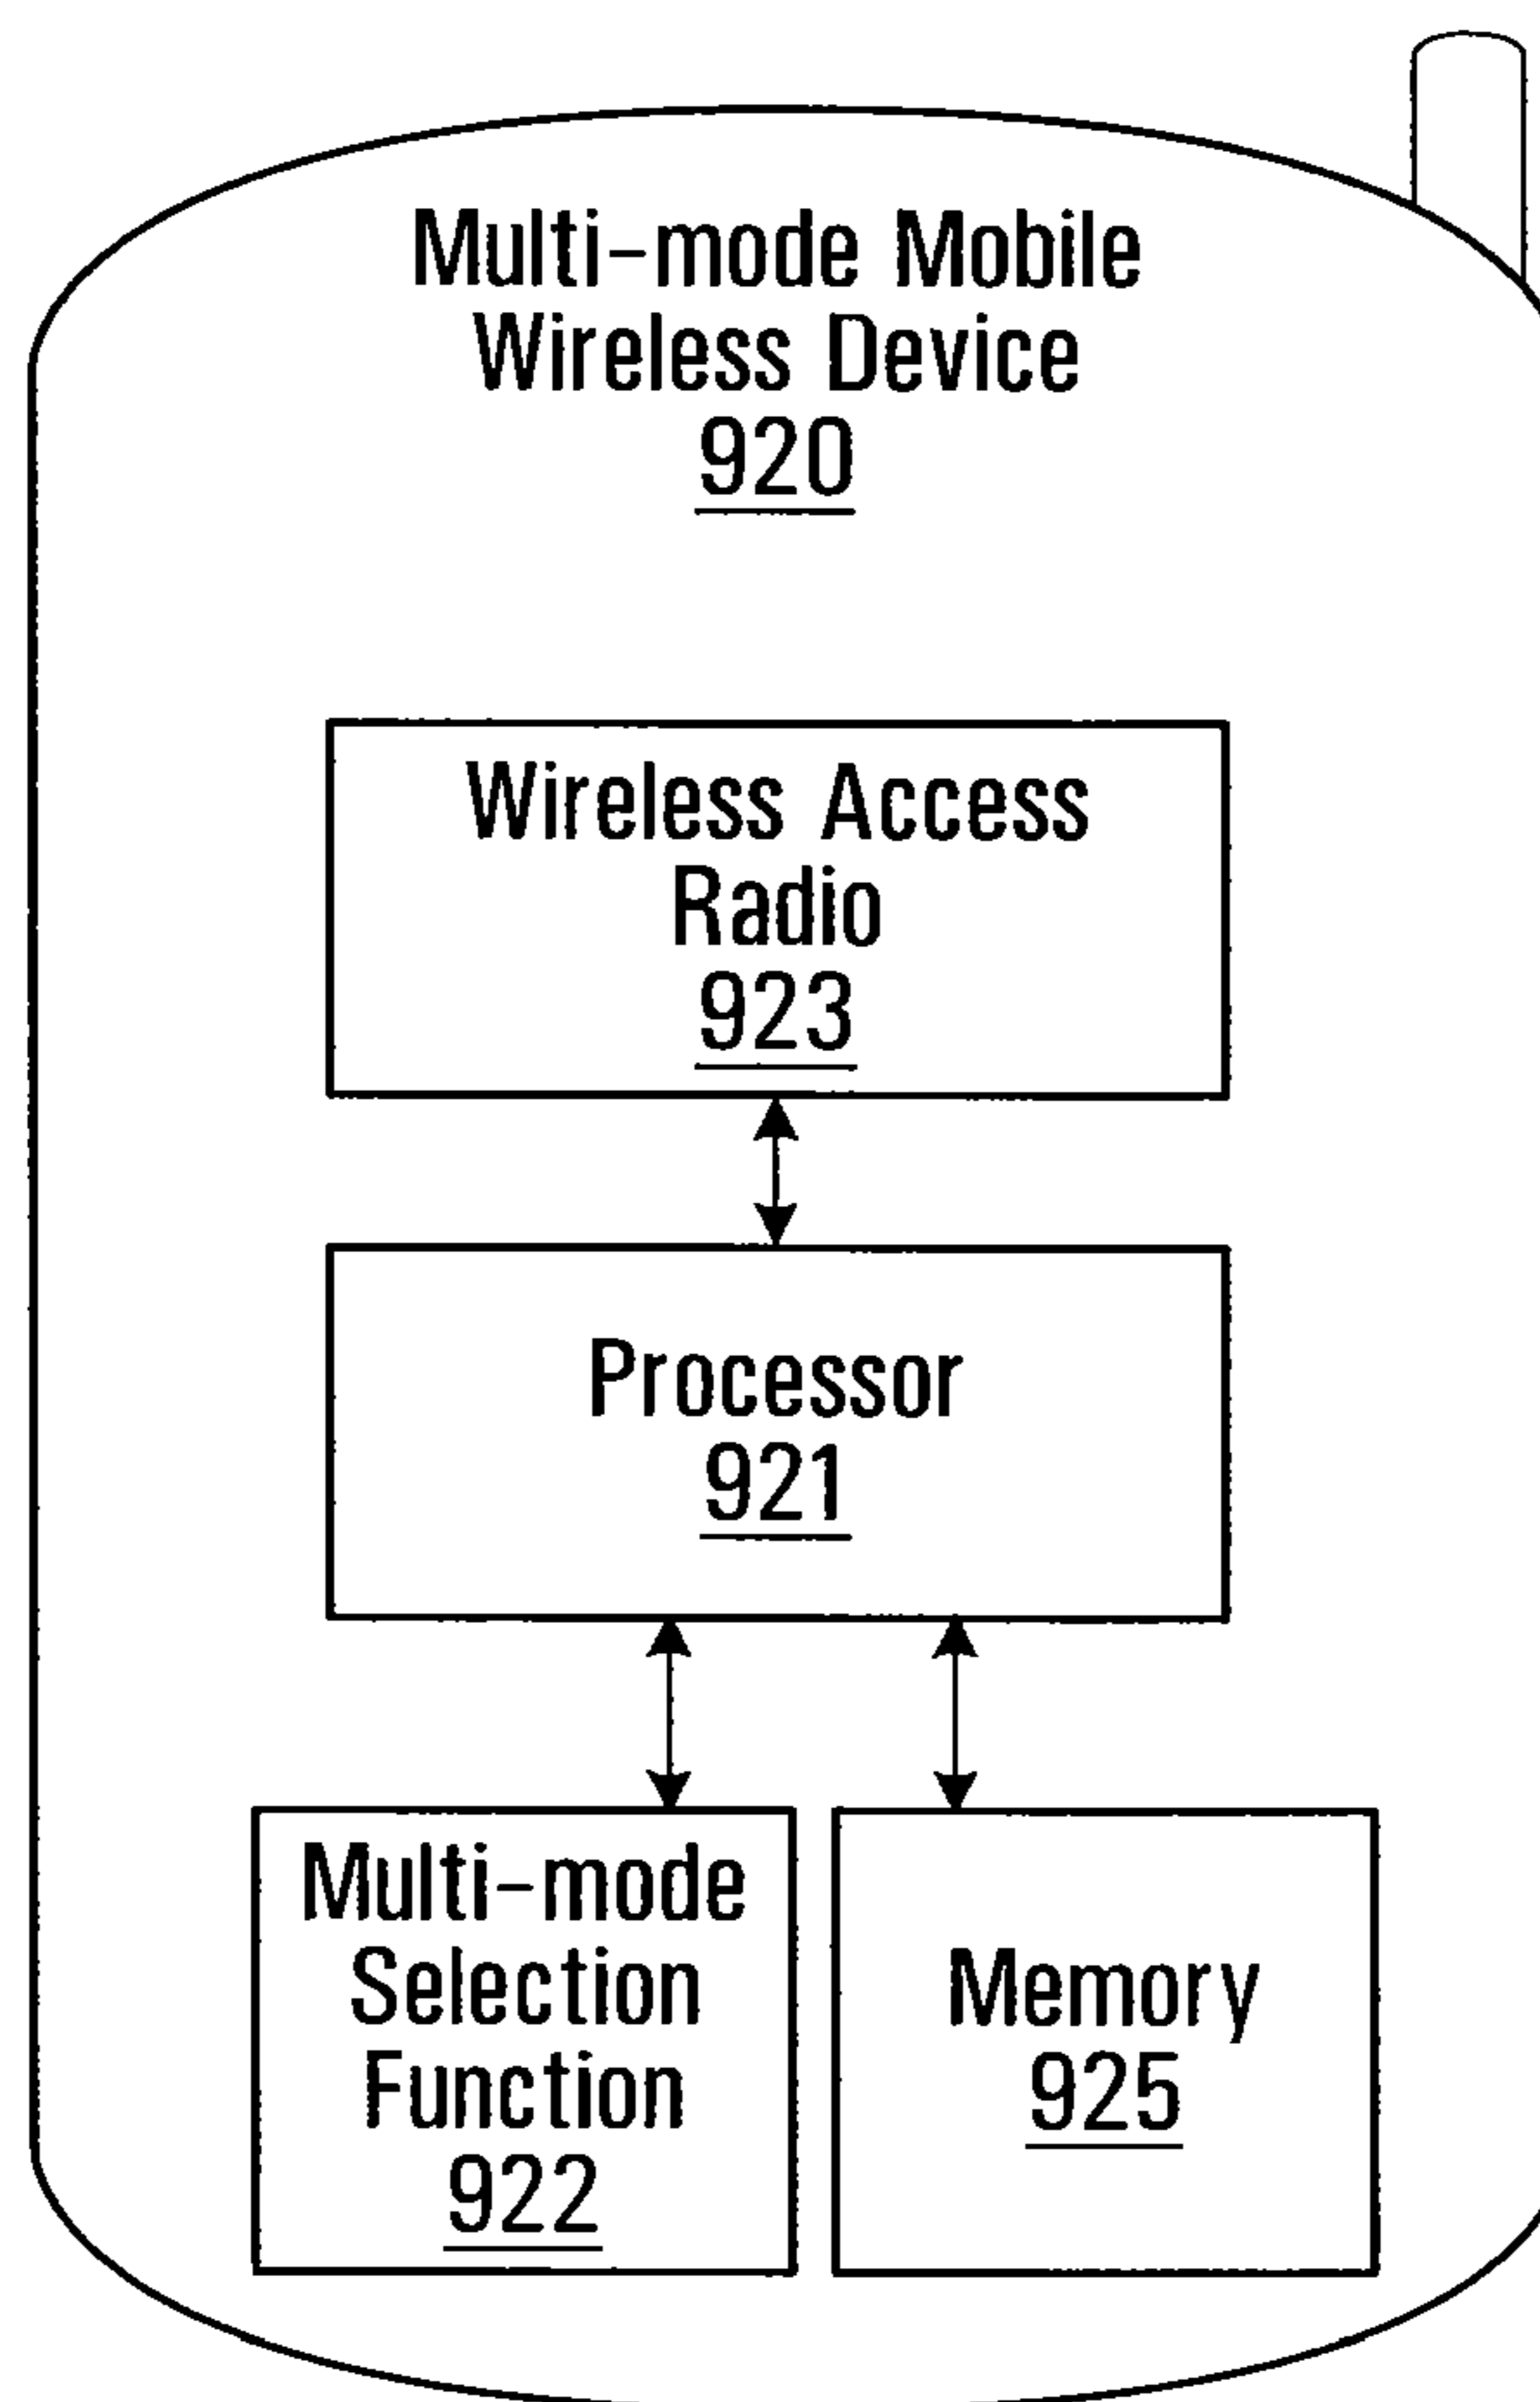 Multi-mode Mobile
Wireless Device
920
Wireless Access
Radio
923
Processor
921
Multi-mode
Selection
Function
922
Memory
925